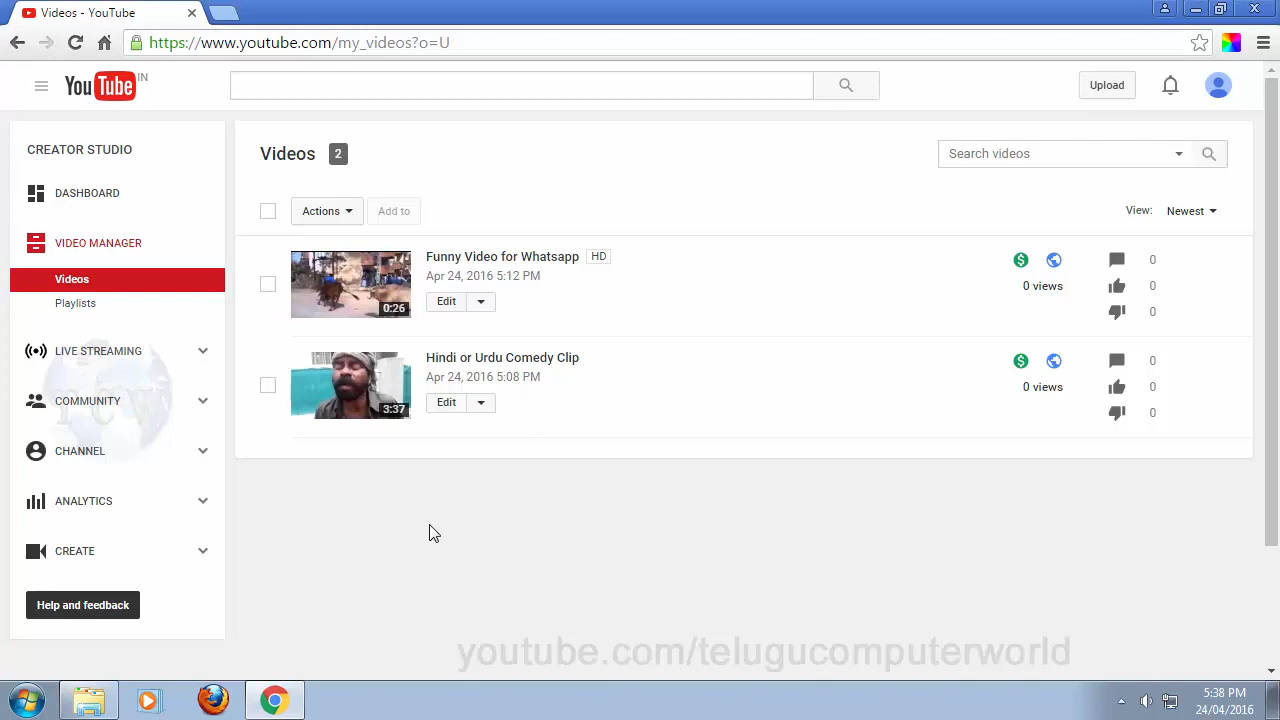 Videos - YouTube
https://www.youtube.com/my_videos?o=U
YouTube IN
Upload
CREATOR STUDIO
DASHBOARD
VIDEO MANAGER
Videos
Playlists
LIVE STREAMING
COMMUNITY
CHANNEL
ANALYTICS
CREATE
Help and feedback
Videos 2
Search videos
Actions
Add to
View: Newest
Funny Video for Whatsapp HD
Apr 24, 2016 5:12 PM
Edit
0:26
0 views
0
0
0
Hindi or Urdu Comedy Clip
Apr 24, 2016 5:08 PM
Edit
3:37
0 views
0
0
0
youtube.com/telugucomputerworld
5:38 PM
24/04/2016